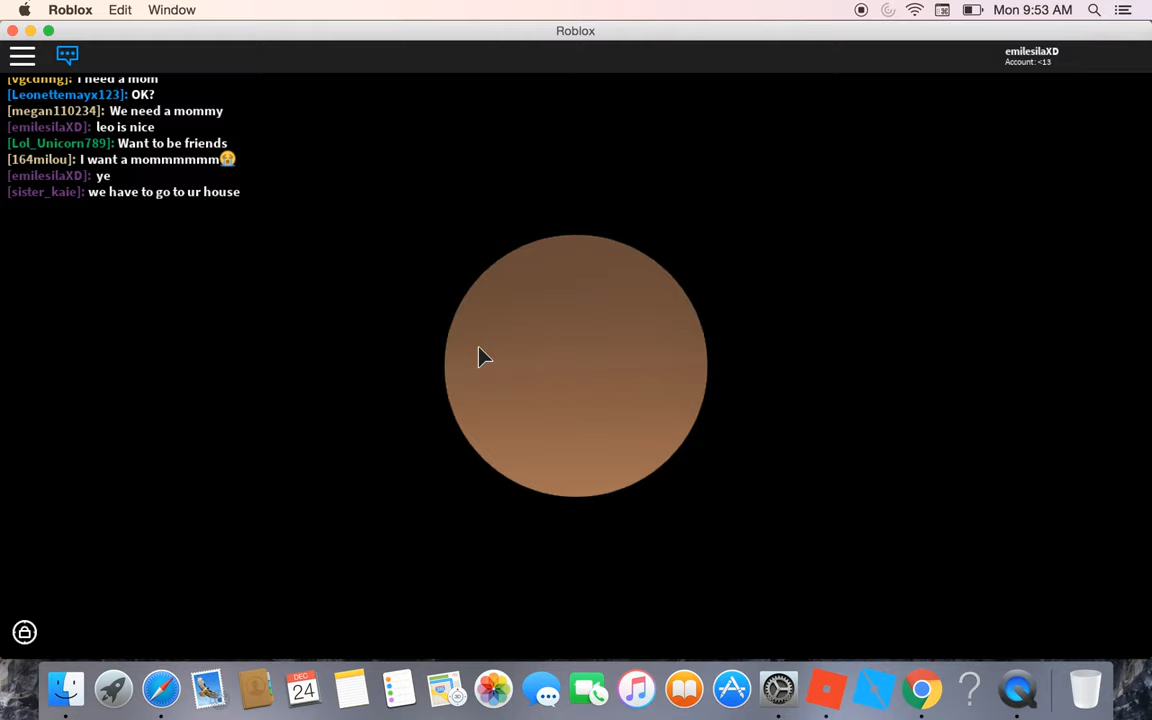 Roblox Edit Window Mon 9:53 AM
Roblox
emilesilaXD
Account: <13
[vgcdnng]: I need a mom
[Leonettemayx123]: OK?
[megan110234]: We need a mommy
[emilesilaXD]: leo is nice
[Lol_Unicorn789]: Want to be friends
[164milou]: I want a mommmmmm😭
[emilesilaXD]: ye
[sister_kaie]: we have to go to ur house
DEC
24